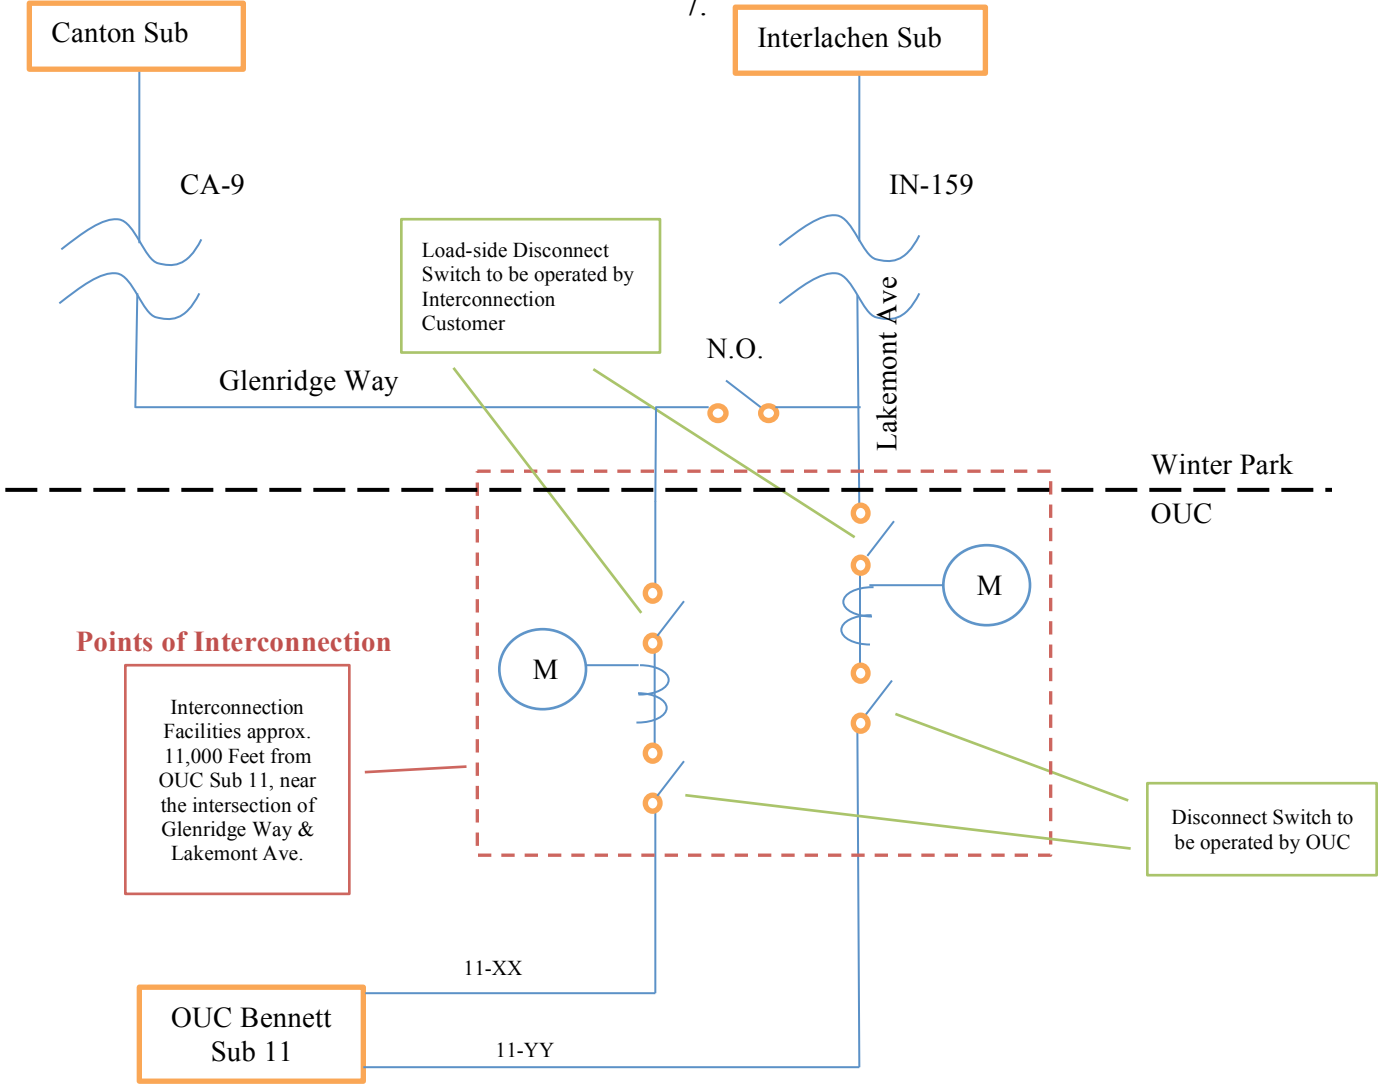 7.
Canton Sub
Interlachen Sub
CA-9
IN-159
Load-side Disconnect
Switch to be operated by
Interconnection
Customer
N.O.
Glenridge Way
Lakemont Ave
Winter Park
OUC
M
M
Points of Interconnection
Interconnection
Facilities approx.
11,000 Feet from
OUC Sub 11, near
the intersection of
Glenridge Way &
Lakemont Ave.
Disconnect Switch to
be operated by OUC
11-XX
OUC Bennett
Sub 11
11-YY